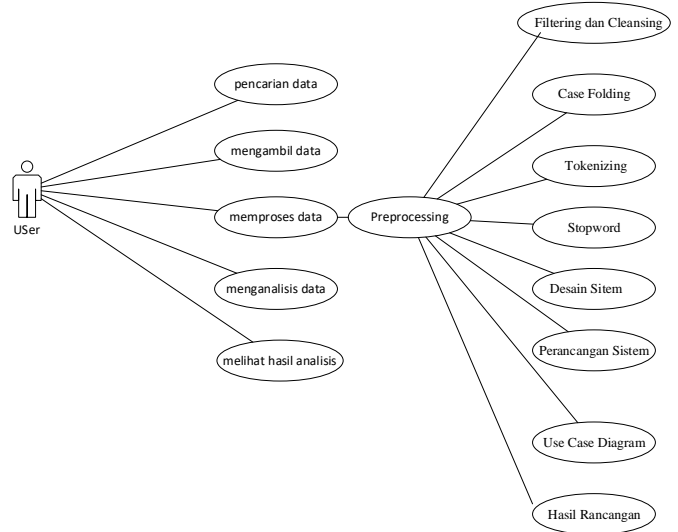 USer
pencarian data
mengambil data
memproses data
menganalisis data
melihat hasil analisis
Preprocessing
Filtering dan Cleansing
Case Folding
Tokenizing
Stopword
Desain Sitem
Perancangan Sistem
Use Case Diagram
Hasil Rancangan